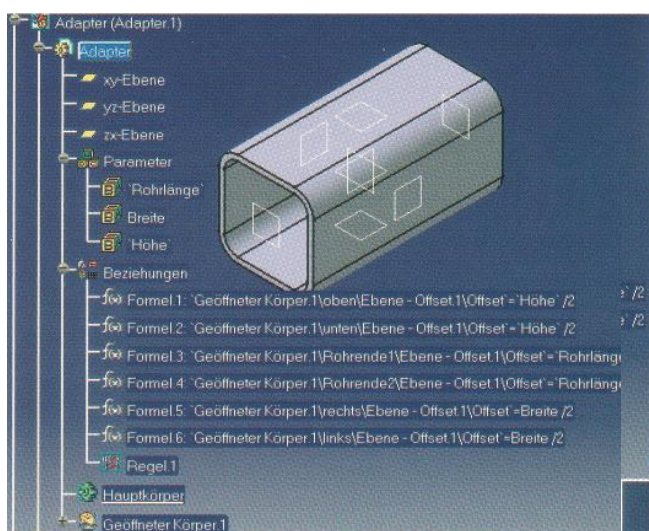 Adapter (Adapter.1)
Adapter
xy-Ebene
yz-Ebene
zx-Ebene
Parameter
`Rohrlänge`
Breite
`Höhe`
Beziehungen
Formel.1: `Geöffneter Körper.1\oben\Ebene - Offset.1\Offset`=`Höhe` /2
Formel.2: `Geöffneter Körper.1\unten\Ebene - Offset.1\Offset`=`Höhe` /2
Formel.3: `Geöffneter Körper.1\Rohrende1\Ebene - Offset.1\Offset`=`Rohrlänge
Formel.4: `Geöffneter Körper.1\Rohrende2\Ebene - Offset.1\Offset`=`Rohrlänge
Formel.5: `Geöffneter Körper.1\rechts\Ebene - Offset.1\Offset`=Breite /2
Formel.6: `Geöffneter Körper.1\links\Ebene - Offset.1\Offset`=Breite /2
Regel.1
Hauptkörper
Geöffneter Körper.1